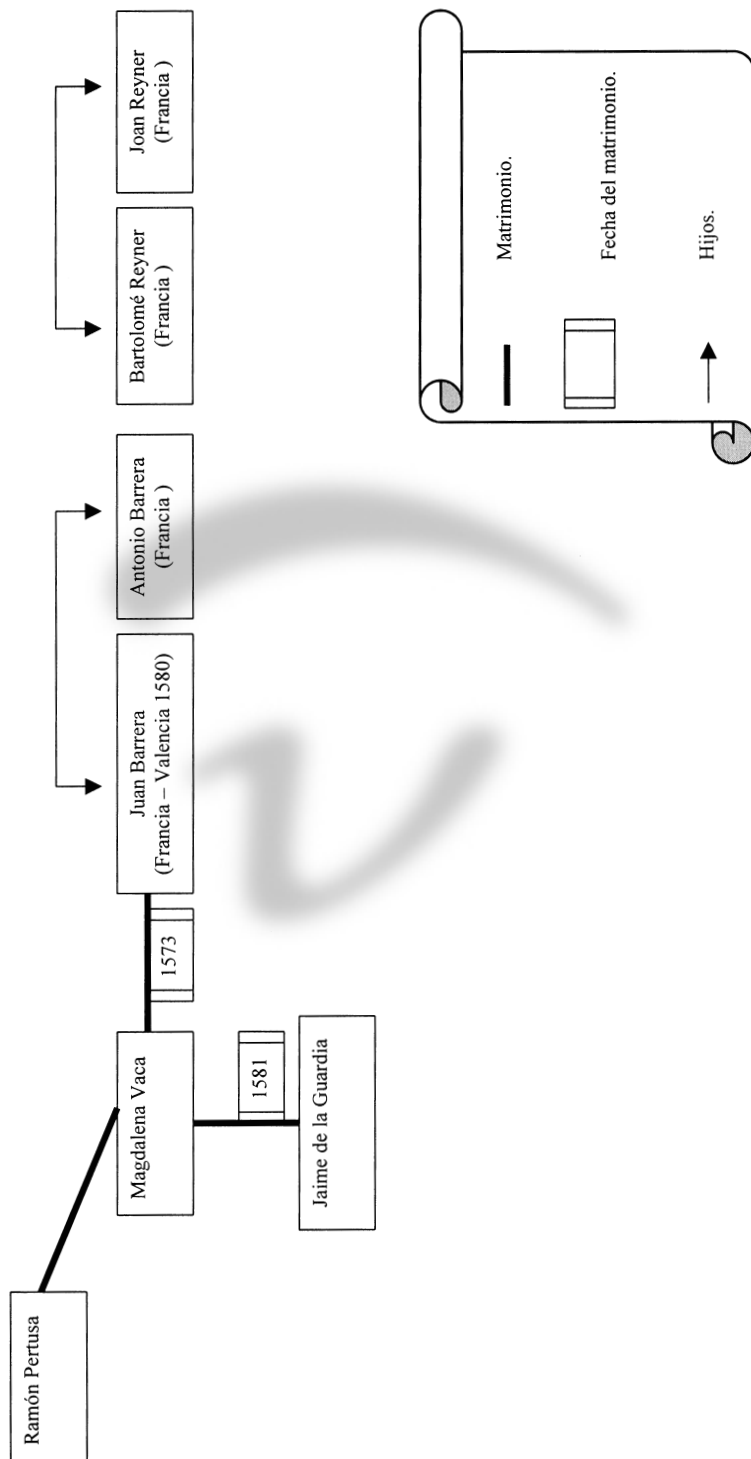 Ramón Pertusa
Magdalena Vaca
1573
Juan Barrera
(Francia – Valencia 1580)
Antonio Barrera
(Francia )
Bartolomé Reyner
(Francia )
Joan Reyner
(Francia )
1581
Jaime de la Guardia
Matrimonio.
Fecha del matrimonio.
Hijos.